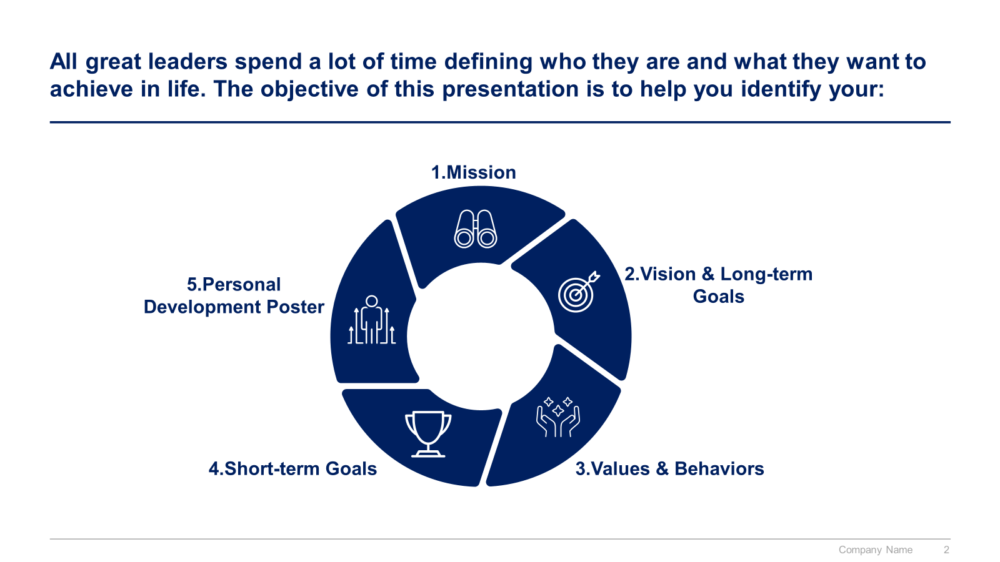 All great leaders spend a lot of time defining who they are and what they want to
achieve in life. The objective of this presentation is to help you identify your:
1.Mission
2.Vision & Long-term
Goals
3.Values & Behaviors
4.Short-term Goals
5.Personal
Development Poster
Company Name
2